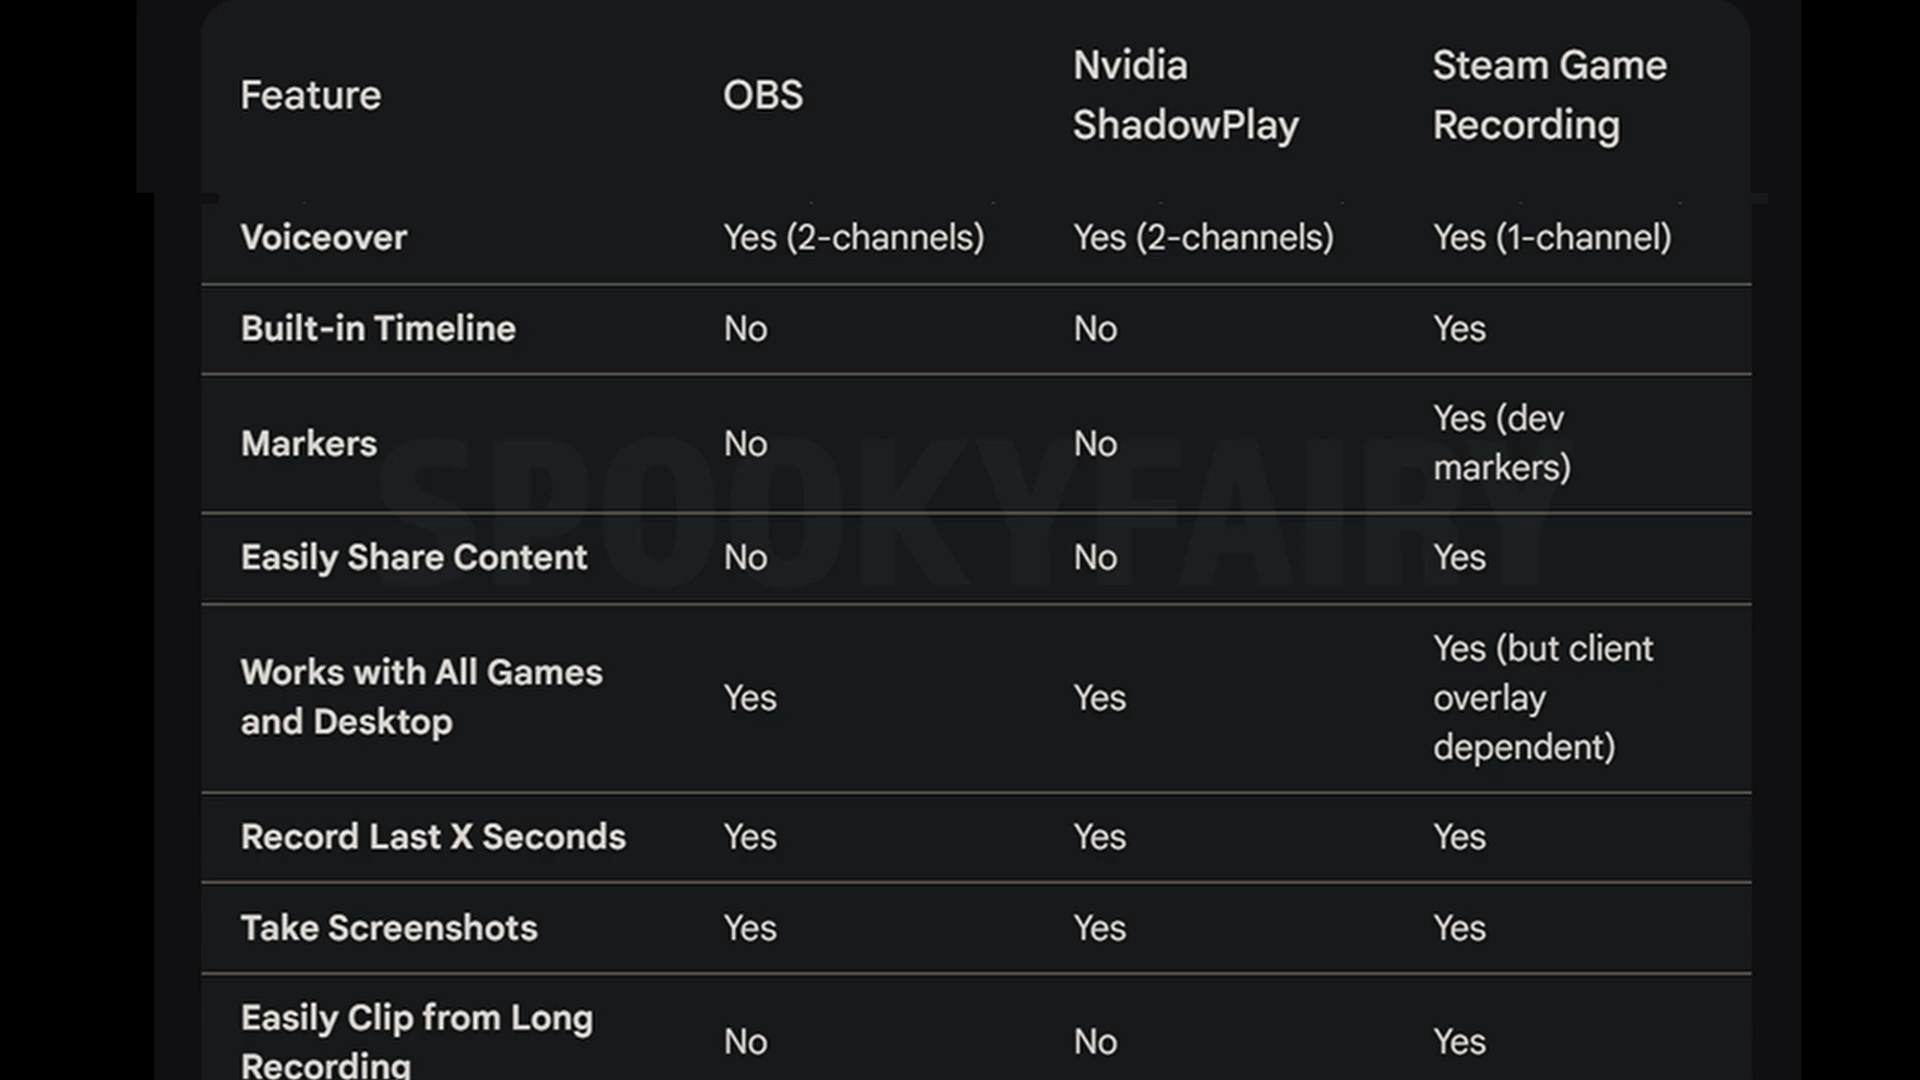 Feature OBS Nvidia ShadowPlay Steam Game Recording
Voiceover Yes (2-channels) Yes (2-channels) Yes (1-channel)
Built-in Timeline No No Yes
Markers No No Yes (dev markers)
Easily Share Content No No Yes
Works with All Games and Desktop Yes Yes Yes (but client overlay dependent)
Record Last X Seconds Yes Yes Yes
Take Screenshots Yes Yes Yes
Easily Clip from Long Recording No No Yes
SPOOKYFAIRY